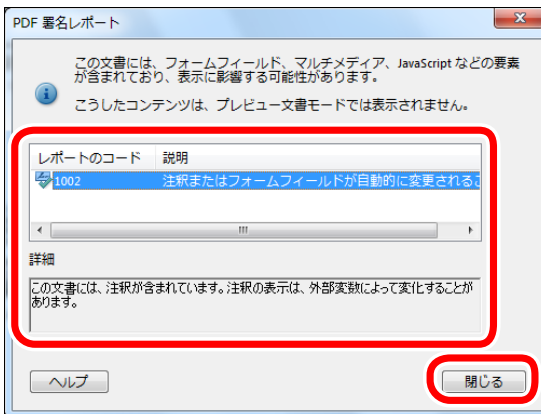 PDF 署名レポート
この文書には、フォームフィールド、マルチメディア、JavaScript などの要素
が含まれており、表示に影響する可能性があります。
こうしたコンテンツは、プレビュー文書モードでは表示されません。
レポートのコード 説明
1002 注釈またはフォームフィールドが自動的に変更されるこ
詳細
この文書には、注釈が含まれています。注釈の表示は、外部変数によって変化することが
あります。
ヘルプ 閉じる